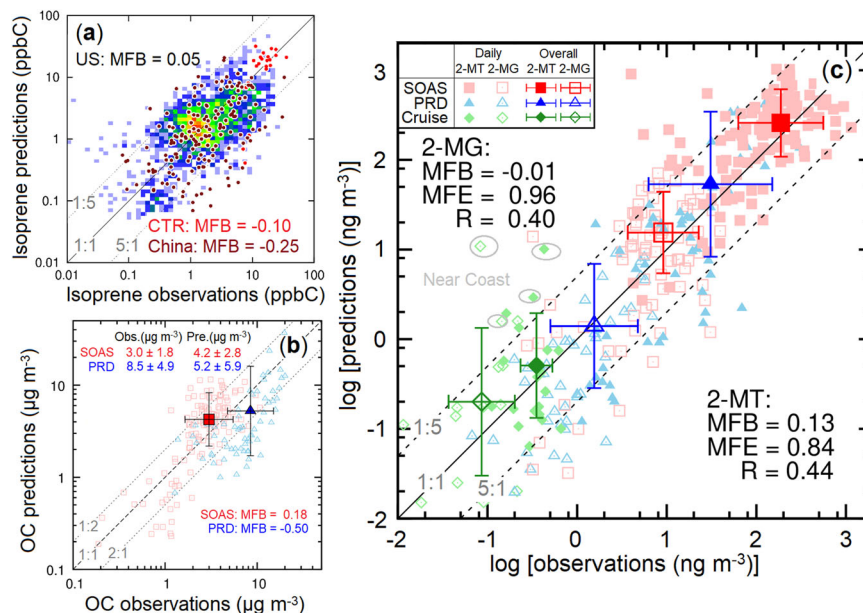 (a)
US: MFB = 0.05
100
10
1
0.1
0.01
Isoprene predictions (ppbC)
1:5
1:1
5:1
CTR: MFB = -0.10
China: MFB = -0.25
0.01 0.1 1 10 100
Isoprene observations (ppbC)
(b)
Obs.(μg m⁻³) Pre.(μg m⁻³)
SOAS 3.0 ± 1.8 4.2 ± 2.8
PRD 8.5 ± 4.9 5.2 ± 5.9
10
1
0.1
OC predictions (μg m⁻³)
1:2
1:1
2:1
SOAS: MFB = 0.18
PRD: MFB = -0.50
0.1 1 10 50
OC observations (μg m⁻³)
(c)
Daily Overall
2-MT 2-MG 2-MT 2-MG
SOAS
PRD
Cruise
2-MG:
MFB = -0.01
MFE = 0.96
R = 0.40
Near Coast
2-MT:
MFB = 0.13
MFE = 0.84
R = 0.44
3
2
1
0
-1
-2
log [predictions (ng m⁻³)]
1:5
1:1
5:1
-2 -1 0 1 2 3
log [observations (ng m⁻³)]